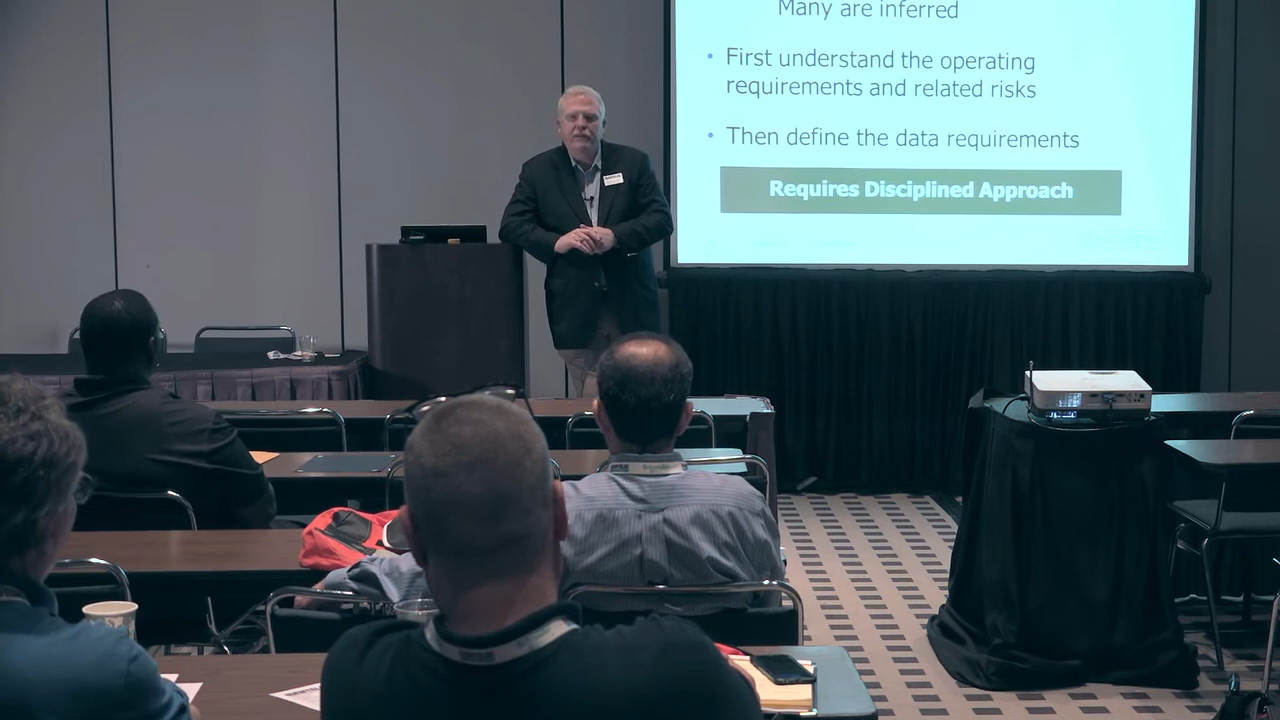 Many are inferred
• First understand the operating
requirements and related risks
• Then define the data requirements
Requires Disciplined Approach